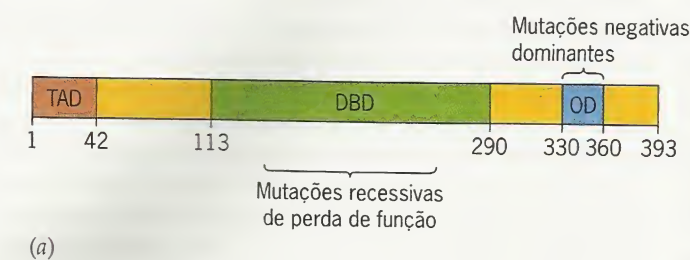 Mutações negativas
dominantes
TAD DBD OD
1 42 113 290 330 360 393
Mutações recessivas
de perda de função
(a)